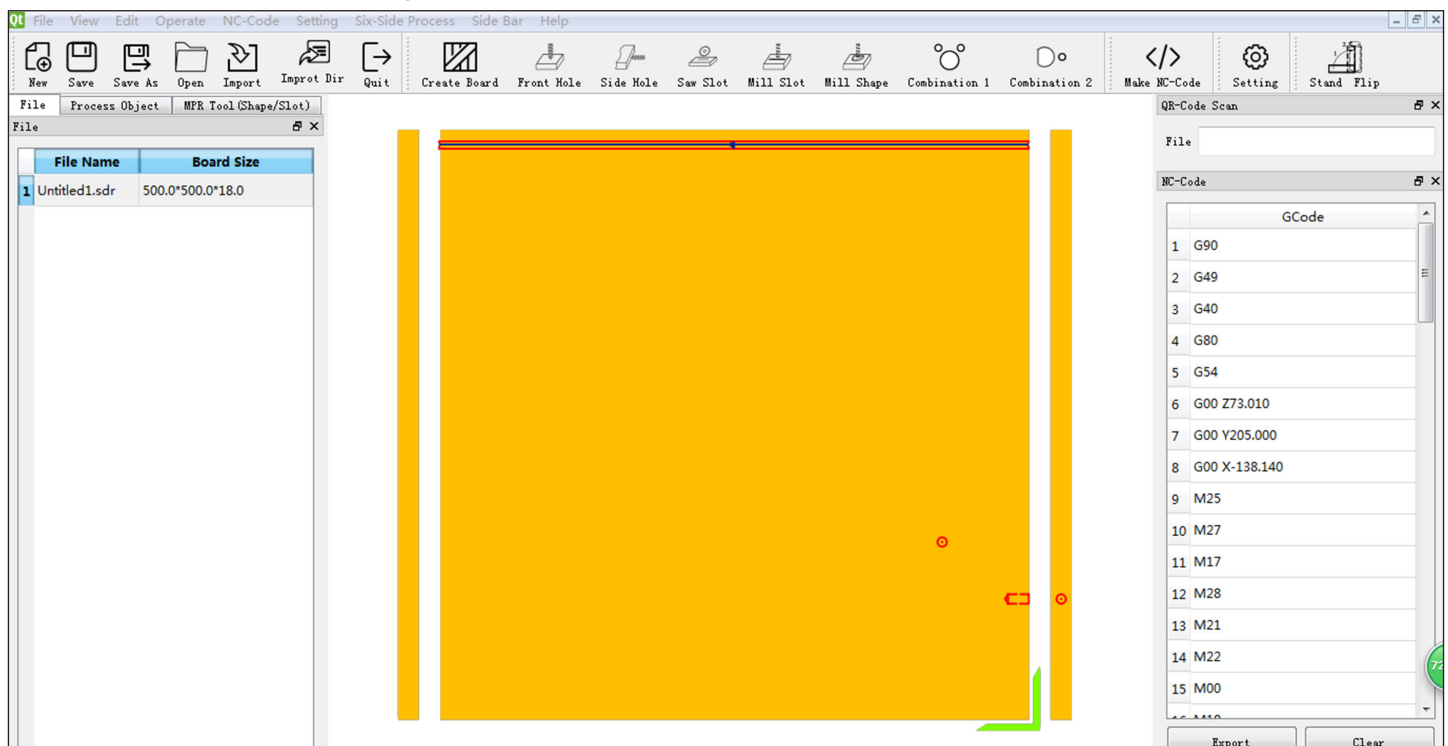 Qt File View Edit Operate NC-Code Setting Six-Side Process Side Bar Help
New Save Save As Open Import Improt Dir Quit Create Board Front Hole Side Hole Saw Slot Mill Slot Mill Shape Combination 1 Combination 2 Make NC-Code Setting Stand Flip
File Process Object MPR Tool(Shape/Slot)
File
File Name Board Size
1 Untitled1.sdr 500.0*500.0*18.0
QR-Code Scan
File
NC-Code
GCode
1 G90
2 G49
3 G40
4 G80
5 G54
6 G00 Z73.010
7 G00 Y205.000
8 G00 X-138.140
9 M25
10 M27
11 M17
12 M28
13 M21
14 M22
15 M00
72
Export Clear